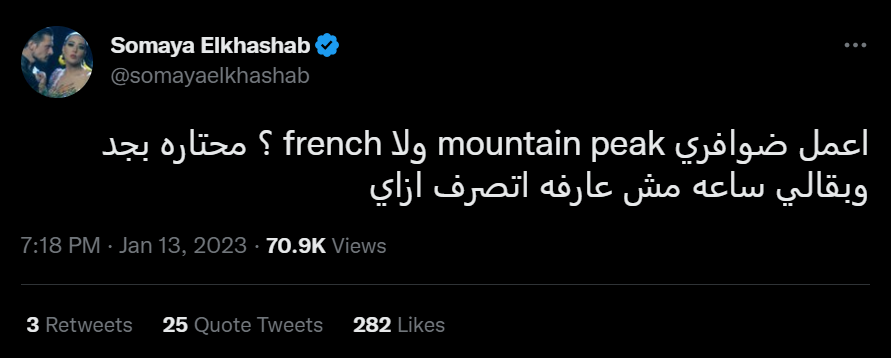 Somaya Elkhashab
@somayaelkhashab
اعمل ضوافري mountain peak ولا french ؟ محتاره بجد
وبقالي ساعه مش عارفه اتصرف ازاي
7:18 PM · Jan 13, 2023 · 70.9K Views
3 Retweets 25 Quote Tweets 282 Likes